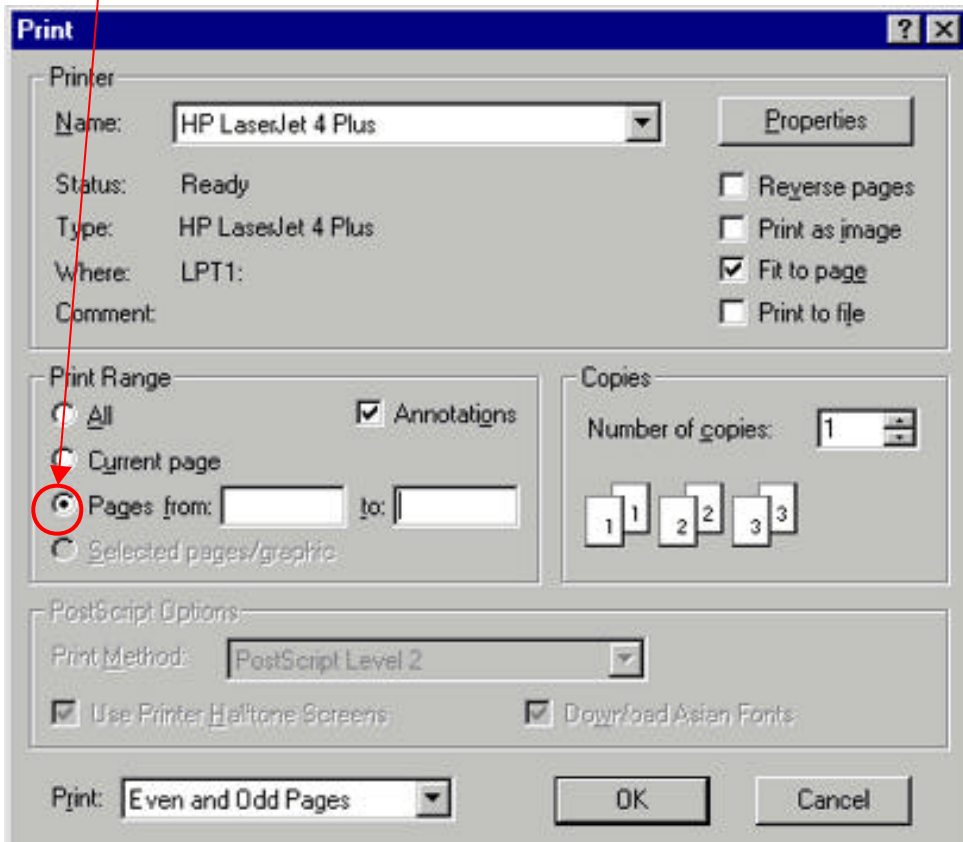 Print
Printer
Name: HP LaserJet 4 Plus Properties
Status: Ready Reverse pages
Type: HP LaserJet 4 Plus Print as image
Where: LPT1: Fit to page
Comment: Print to file
Print Range Copies
All Annotations Number of copies: 1
Current page
Pages from: to: 1 1 2 2 3 3
Selected pages/graphic
PostScript Options
Print Method: PostScript Level 2
Use Printer Halftone Screens Download Asian Fonts
Print: Even and Odd Pages OK Cancel